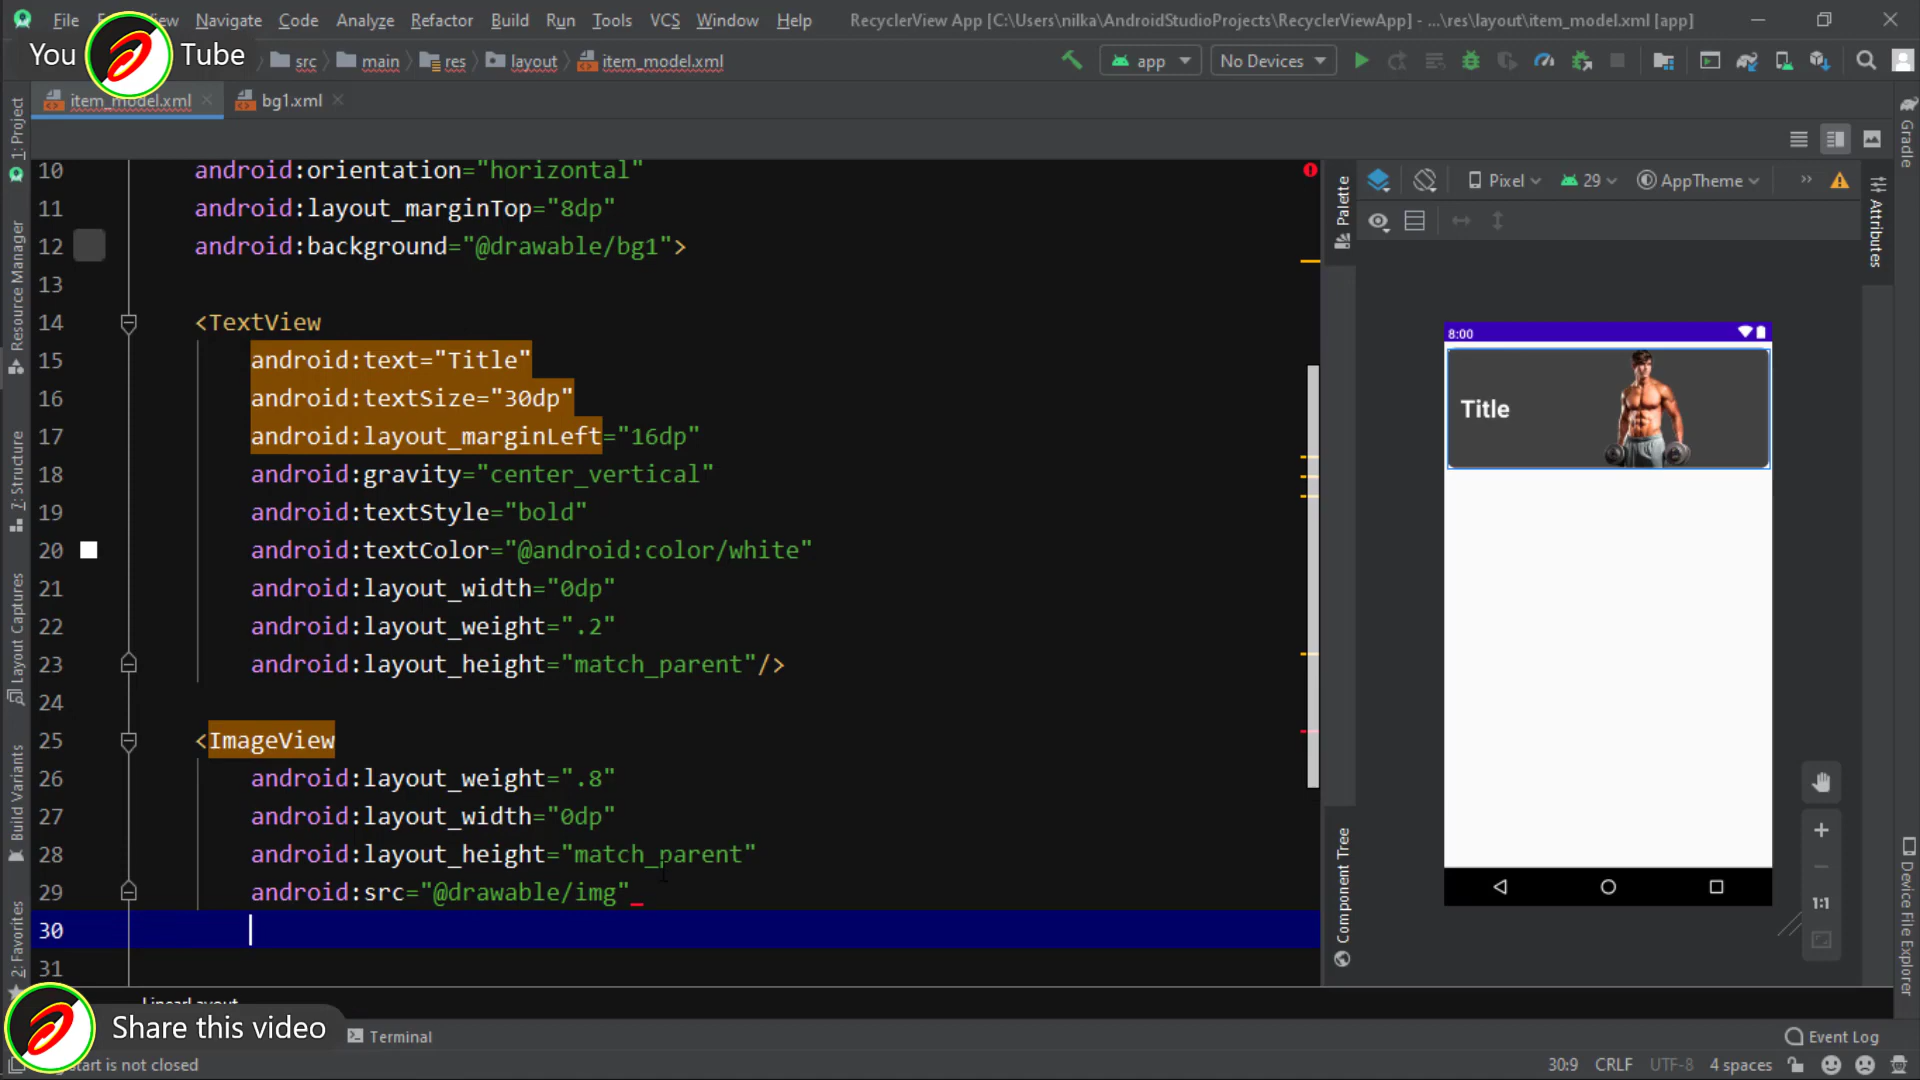 File Edit View Navigate Code Analyze Refactor Build Run Tools VCS Window Help RecyclerView App [C:\Users\nilka\AndroidStudioProjects\RecyclerViewApp] - ...\res\layout\item_model.xml [app]
You Tube
src main res layout item_model.xml app No Devices
item_model.xml bg1.xml
10 android:orientation="horizontal"
11 android:layout_marginTop="8dp"
12 android:background="@drawable/bg1">
13
14 <TextView
15 android:text="Title"
16 android:textSize="30dp"
17 android:layout_marginLeft="16dp"
18 android:gravity="center_vertical"
19 android:textStyle="bold"
20 android:textColor="@android:color/white"
21 android:layout_width="0dp"
22 android:layout_weight=".2"
23 android:layout_height="match_parent"/>
24
25 <ImageView
26 android:layout_weight=".8"
27 android:layout_width="0dp"
28 android:layout_height="match_parent"
29 android:src="@drawable/img"
30
31
1: Project
Resource Manager
7: Structure
Layout Captures
Build Variants
2: Favorites
Palette
Component Tree
Pixel 29 AppTheme
8:00
Title
1:1
Attributes
Gradle
Device File Explorer
LinearLayout
Share this video
Terminal
Event Log
start is not closed
30:9 CRLF UTF-8 4 spaces